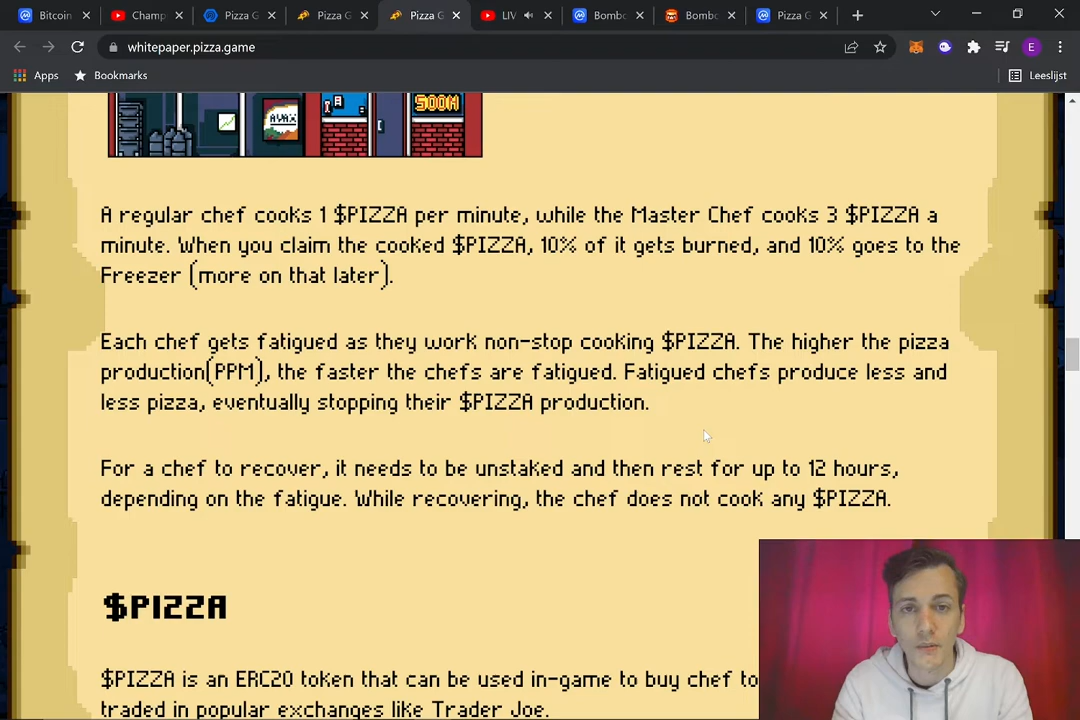 Bitcoin
Champ
Pizza G
Pizza G
Pizza G
LIV
Bombc
Bombc
Pizza G
whitepaper.pizza.game
E
Apps
Bookmarks
Leeslijst
AVAX
SOOM
A regular chef cooks 1 $PIZZA per minute, while the Master Chef cooks 3 $PIZZA a
minute. When you claim the cooked $PIZZA, 10% of it gets burned, and 10% goes to the
Freezer (more on that later).
Each chef gets fatigued as they work non-stop cooking $PIZZA. The higher the pizza
production(PPM), the faster the chefs are fatigued. Fatigued chefs produce less and
less pizza, eventually stopping their $PIZZA production.
For a chef to recover, it needs to be unstaked and then rest for up to 12 hours,
depending on the fatigue. While recovering, the chef does not cook any $PIZZA.
$PIZZA
$PIZZA is an ERC20 token that can be used in-game to buy chef to
traded in popular exchanges like Trader Joe.